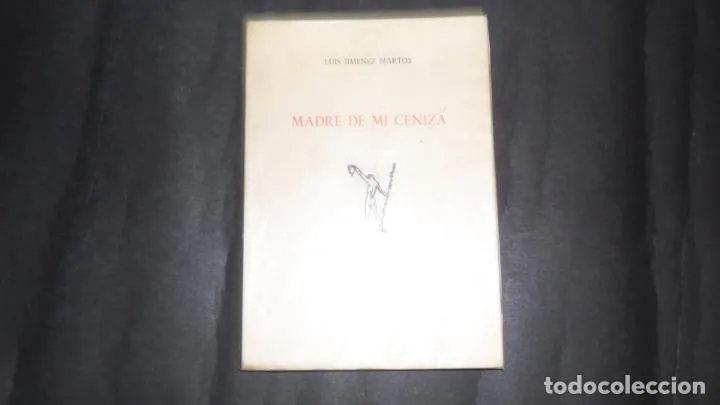 LUIS JIMENEZ MARTOS
MADRE DE MI CENIZA
todocoleccion